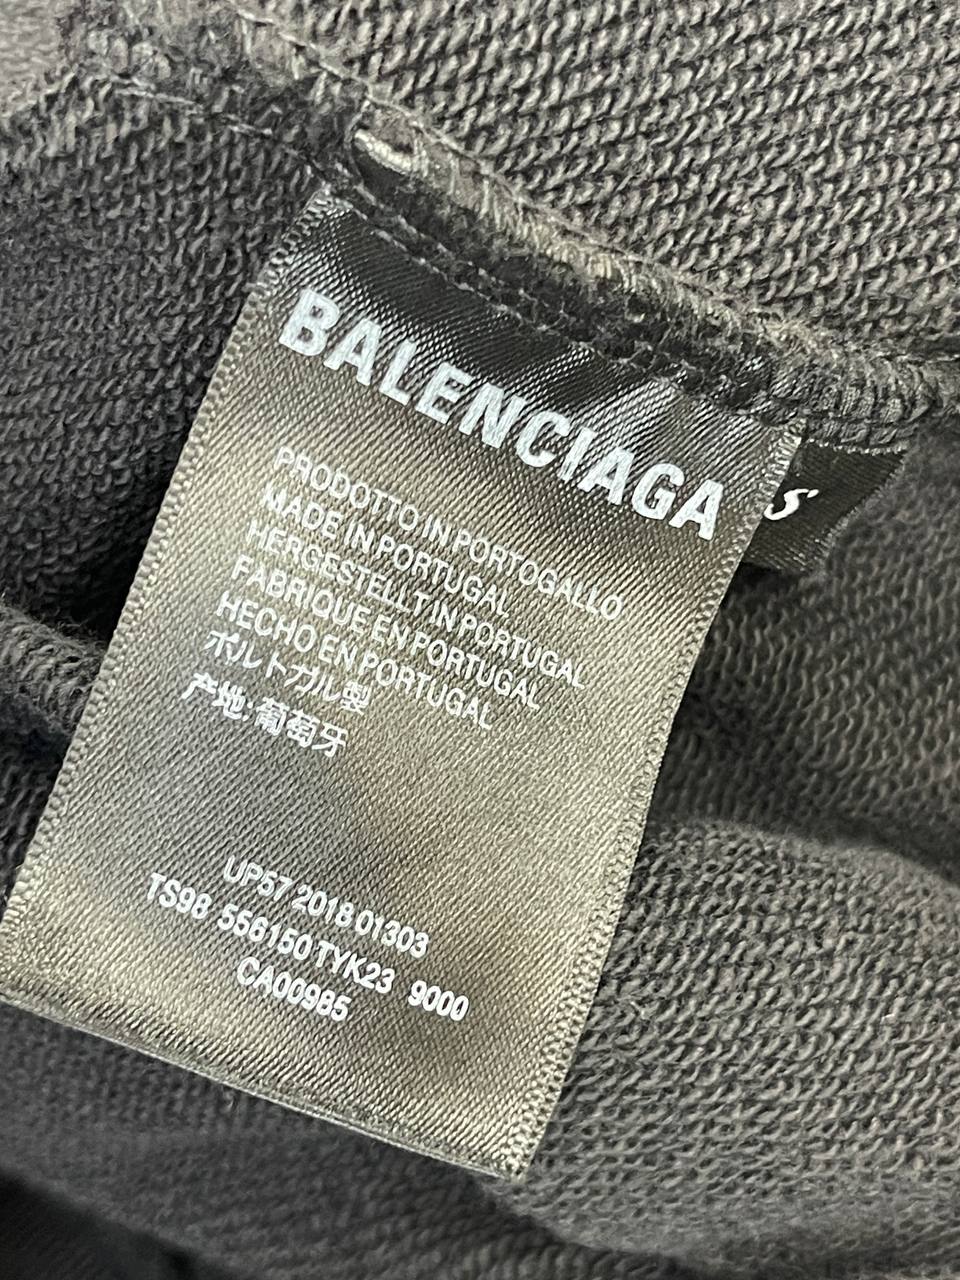 BALENCIAGA
S
PRODOTTO IN PORTOGALLO
MADE IN PORTUGAL
HERGESTELLT IN PORTUGAL
FABRIQUE EN PORTUGAL
HECHO EN PORTUGAL
ポルトガル製
产地:葡萄牙
UP57 2018 01303
TS98 556150 TYK23 9000
CA00985